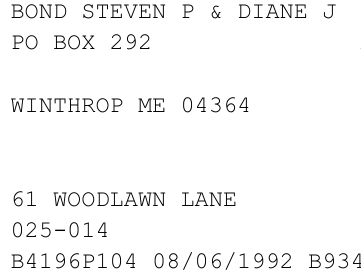 BOND STEVEN P & DIANE J
PO BOX 292
WINTHROP ME 04364
61 WOODLAWN LANE
025-014
B4196P104 08/06/1992 B934